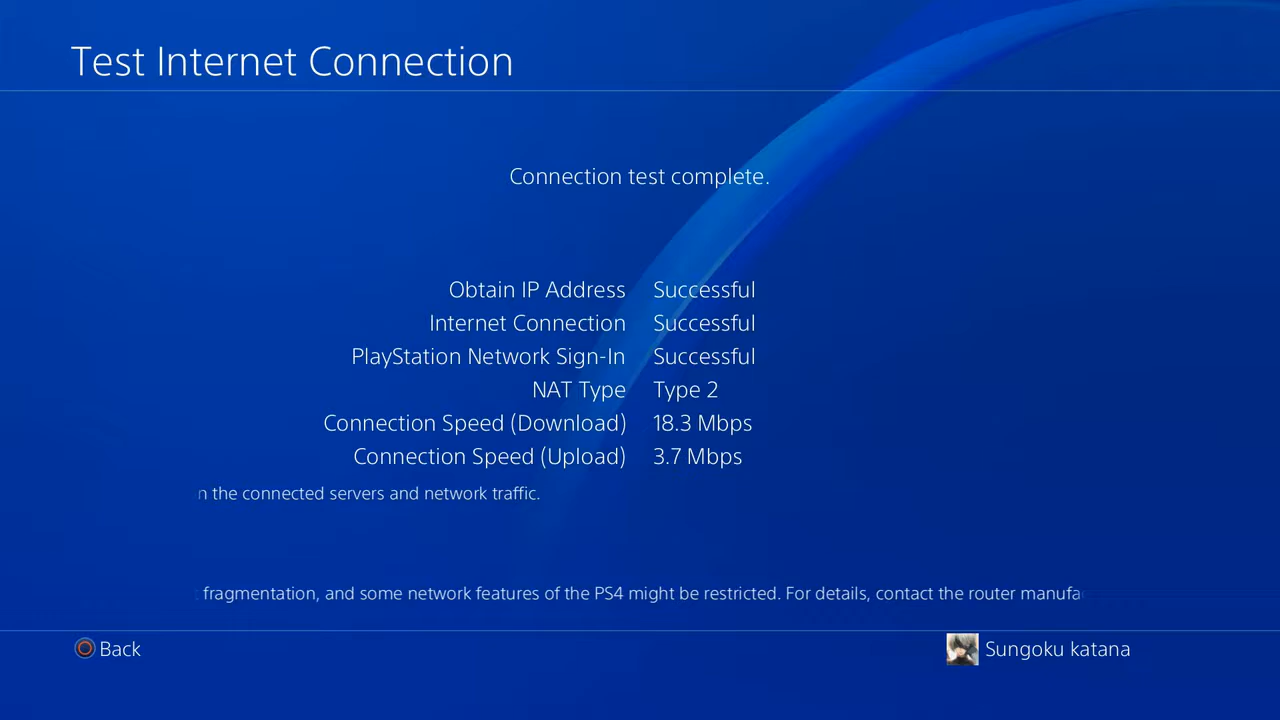 Test Internet Connection
Connection test complete.
Obtain IP Address Successful
Internet Connection Successful
PlayStation Network Sign-In Successful
NAT Type Type 2
Connection Speed (Download) 18.3 Mbps
Connection Speed (Upload) 3.7 Mbps
n the connected servers and network traffic.
fragmentation, and some network features of the PS4 might be restricted. For details, contact the router manufa
Back
Sungoku katana